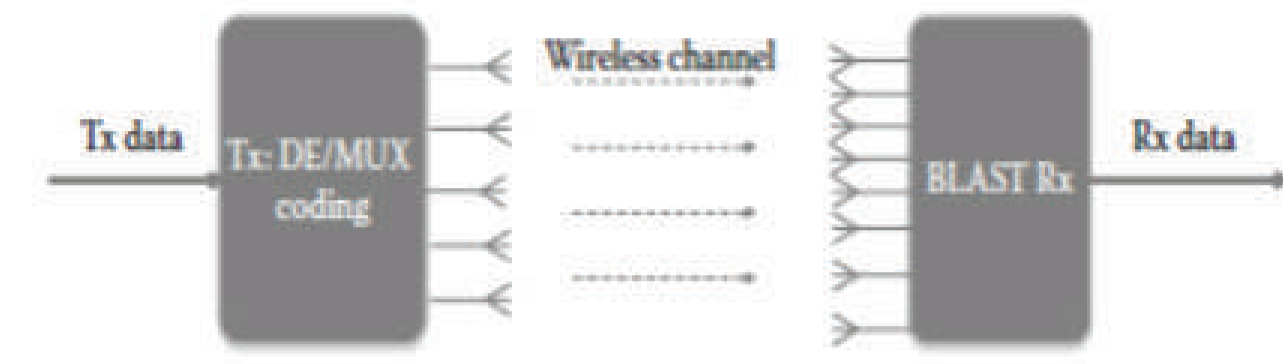 Wireless channel
Tx data
Tx: DE/MUX
coding
BLAST Rx
Rx data